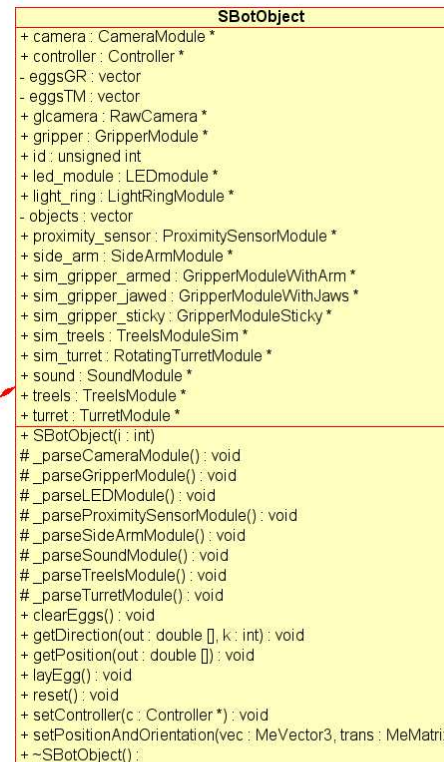 SBotObject
+ camera : CameraModule *
+ controller : Controller *
- eggsGR : vector
- eggsTM : vector
+ glcamera : RawCamera *
+ gripper : GripperModule *
+ id : unsigned int
+ led_module : LEDmodule *
+ light_ring : LightRingModule *
- objects : vector
+ proximity_sensor : ProximitySensorModule *
+ side_arm : SideArmModule *
+ sim_gripper_armed : GripperModuleWithArm *
+ sim_gripper_jawed : GripperModuleWithJaws *
+ sim_gripper_sticky : GripperModuleSticky *
+ sim_treels : TreelsModuleSim *
+ sim_turret : RotatingTurretModule *
+ sound : SoundModule *
+ treels : TreelsModule *
+ turret : TurretModule *
+ SBotObject(i : int)
# _parseCameraModule() : void
# _parseGripperModule() : void
# _parseLEDModule() : void
# _parseProximitySensorModule() : void
# _parseSideArmModule() : void
# _parseSoundModule() : void
# _parseTreelsModule() : void
# _parseTurretModule() : void
+ clearEggs() : void
+ getDirection(out : double [], k : int) : void
+ getPosition(out : double []) : void
+ layEgg() : void
+ reset() : void
+ setController(c : Controller *) : void
+ setPositionAndOrientation(vec : MeVector3, trans : MeMatri
+ ~SBotObject() :